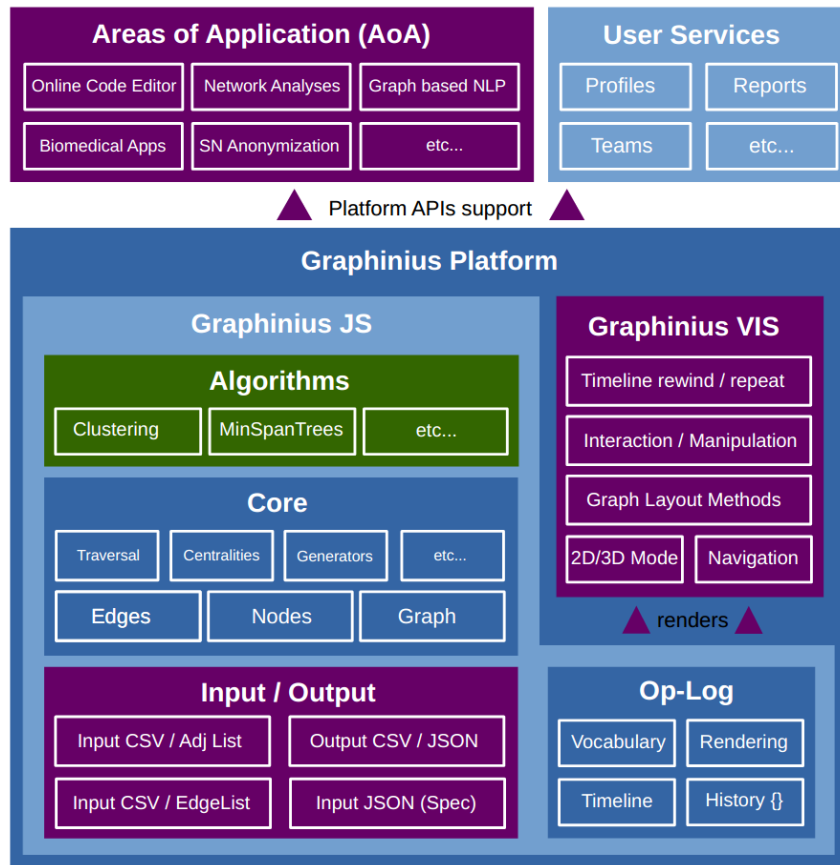 Areas of Application (AoA)
Online Code Editor
Network Analyses
Graph based NLP
Biomedical Apps
SN Anonymization
etc...
User Services
Profiles
Reports
Teams
etc...
Platform APIs support
Graphinius Platform
Graphinius JS
Algorithms
Clustering
MinSpanTrees
etc...
Core
Traversal
Centralities
Generators
etc...
Edges
Nodes
Graph
Input / Output
Input CSV / Adj List
Output CSV / JSON
Input CSV / EdgeList
Input JSON (Spec)
Graphinius VIS
Timeline rewind / repeat
Interaction / Manipulation
Graph Layout Methods
2D/3D Mode
Navigation
renders
Op-Log
Vocabulary
Rendering
Timeline
History {}